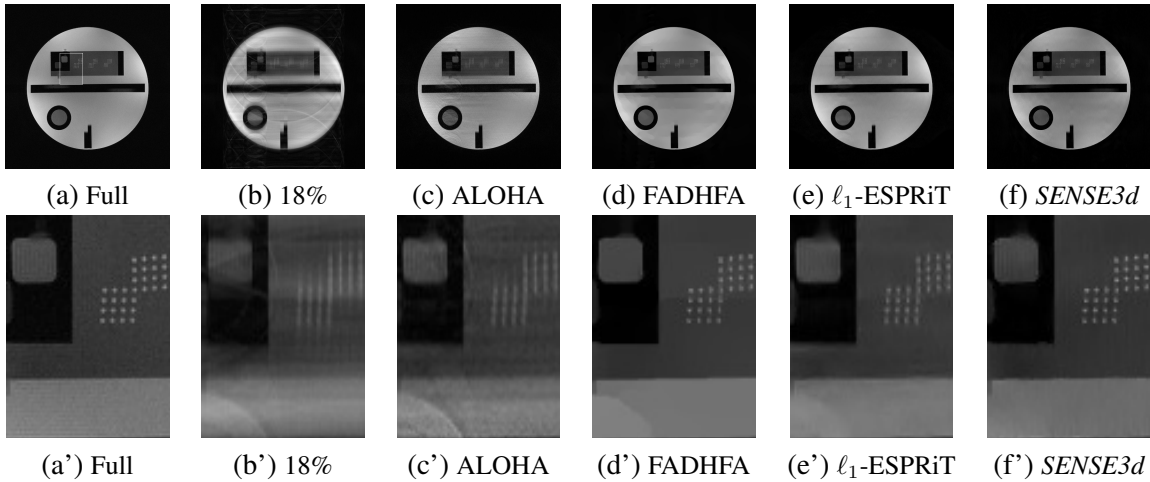 (a) Full (b) 18% (c) ALOHA (d) FADHFA (e) ℓ₁-ESPRiT (f) SENSE3d
(a') Full (b') 18% (c') ALOHA (d') FADHFA (e') ℓ₁-ESPRiT (f') SENSE3d